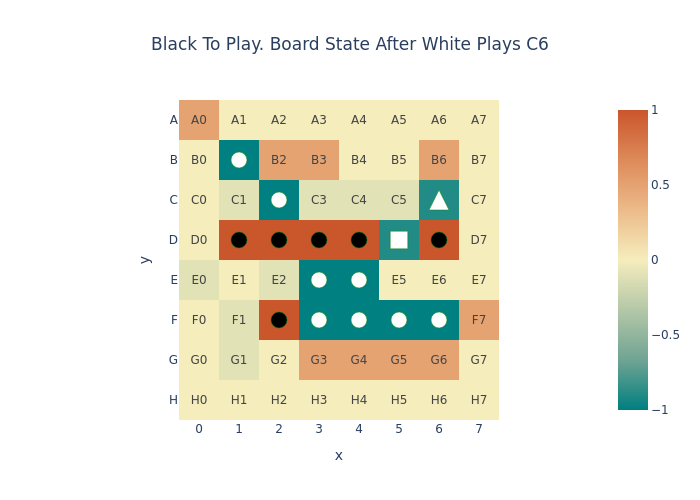 Black To Play. Board State After White Plays C6
A A0 A1 A2 A3 A4 A5 A6 A7
B B0 B2 B3 B4 B5 B6 B7
C C0 C1 C3 C4 C5 C7
D D0 D7
E E0 E1 E2 E5 E6 E7
F F0 F1 F7
G G0 G1 G2 G3 G4 G5 G6 G7
H H0 H1 H2 H3 H4 H5 H6 H7
0 1 2 3 4 5 6 7
x
y
1
0.5
0
−0.5
−1